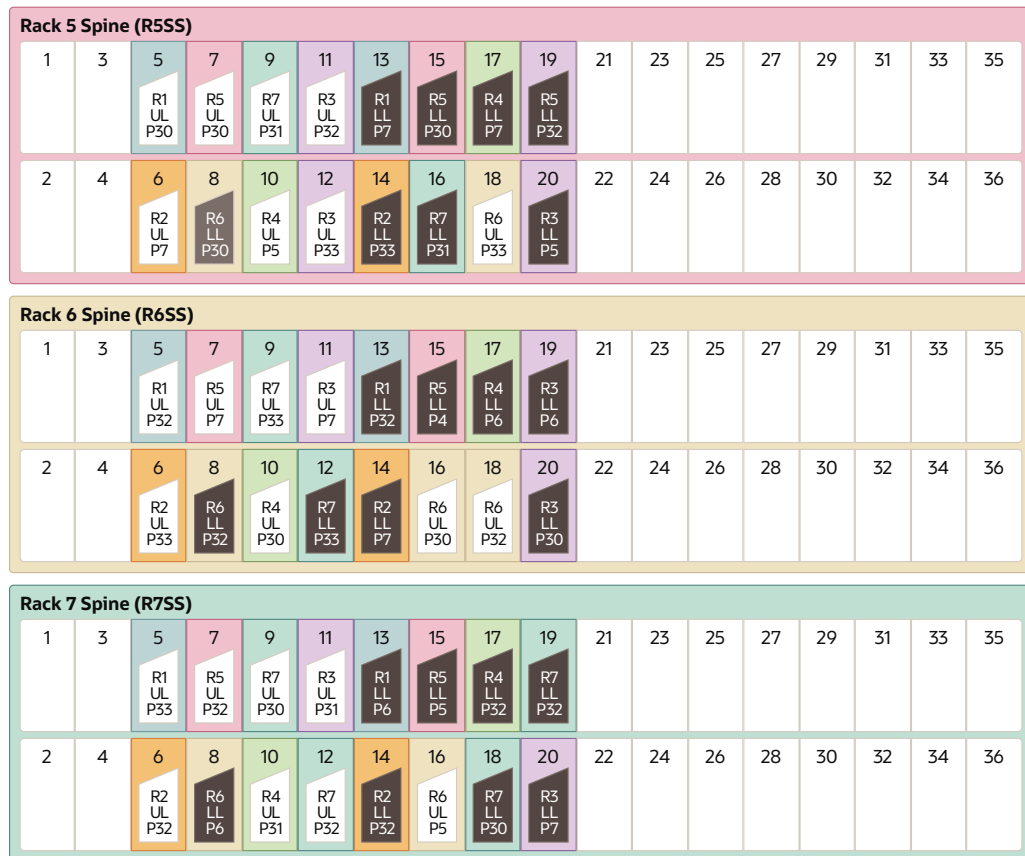 Rack 5 Spine (R5SS)
1 3 5 7 9 11 13 15 17 19 21 23 25 27 29 31 33 35
R1 R5 R7 R3 R1 R5 R4 R5
UL UL UL UL LL LL LL LL
P30 P30 P31 P32 P7 P30 P7 P32
2 4 6 8 10 12 14 16 18 20 22 24 26 28 30 32 34 36
R2 R6 R4 R3 R2 R7 R6 R3
UL LL UL UL LL LL UL LL
P7 P30 P5 P33 P33 P31 P33 P5
Rack 6 Spine (R6SS)
1 3 5 7 9 11 13 15 17 19 21 23 25 27 29 31 33 35
R1 R5 R7 R3 R1 R5 R4 R3
UL UL UL UL LL LL LL LL
P32 P7 P33 P7 P32 P4 P6 P6
2 4 6 8 10 12 14 16 18 20 22 24 26 28 30 32 34 36
R2 R6 R4 R7 R2 R6 R6 R3
UL LL UL LL LL UL UL LL
P33 P32 P30 P33 P7 P30 P32 P30
Rack 7 Spine (R7SS)
1 3 5 7 9 11 13 15 17 19 21 23 25 27 29 31 33 35
R1 R5 R7 R3 R1 R5 R4 R7
UL UL UL UL LL LL LL LL
P33 P32 P30 P31 P6 P5 P32 P32
2 4 6 8 10 12 14 16 18 20 22 24 26 28 30 32 34 36
R2 R6 R4 R7 R2 R6 R7 R3
UL LL UL UL LL UL LL LL
P32 P6 P31 P32 P32 P5 P30 P7